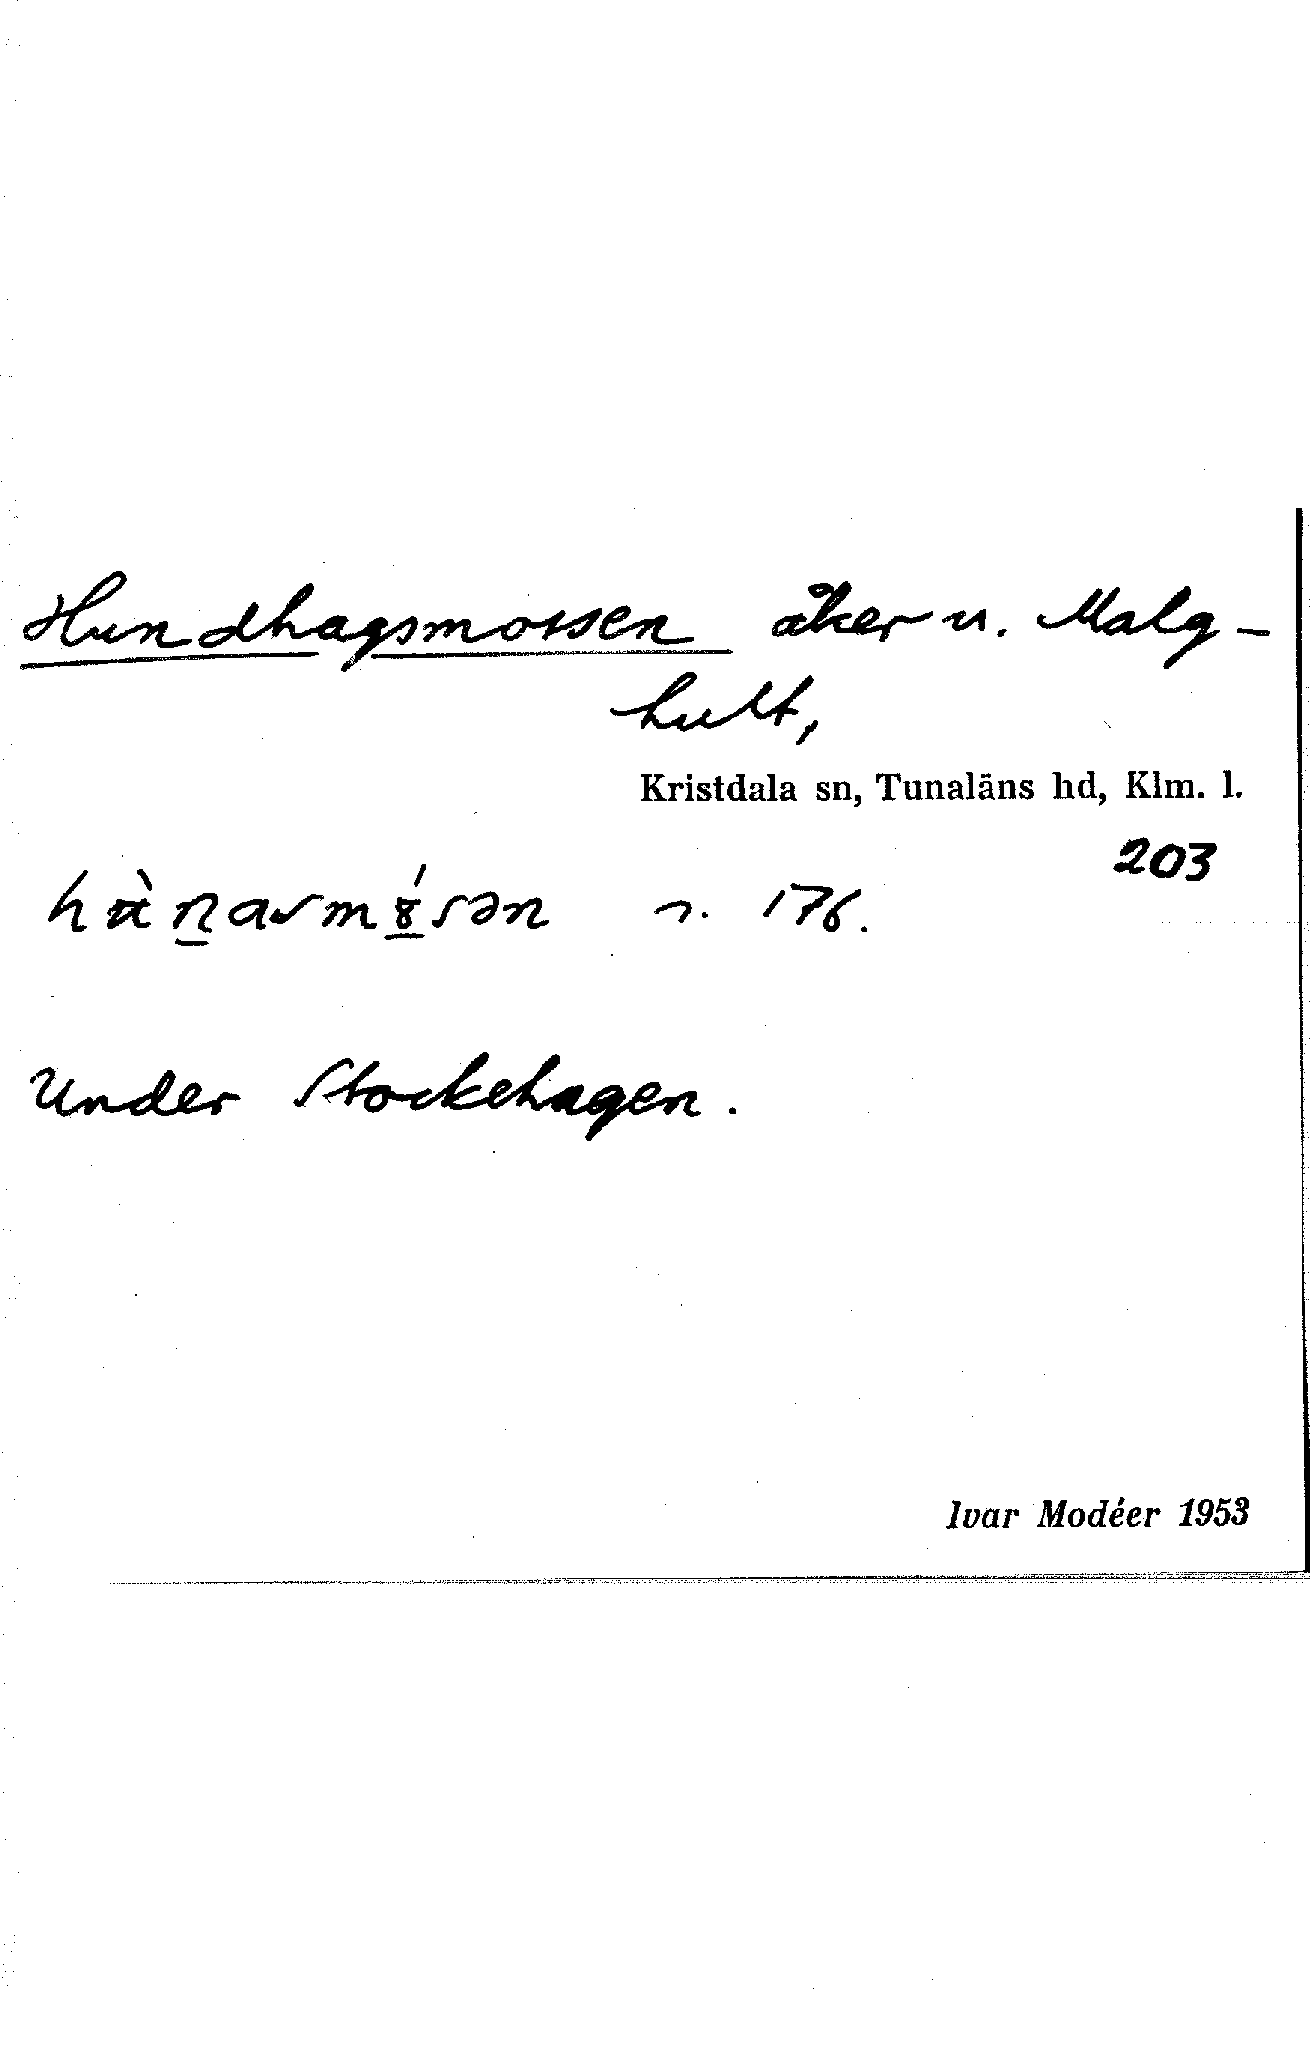 Hundhagsmossen åker u. Malg-
hult,
Kristdala sn, Tunaläns hd, Klm. l.
203
n. 176.
Under Stockehagen.
Ivar Modéer 1953